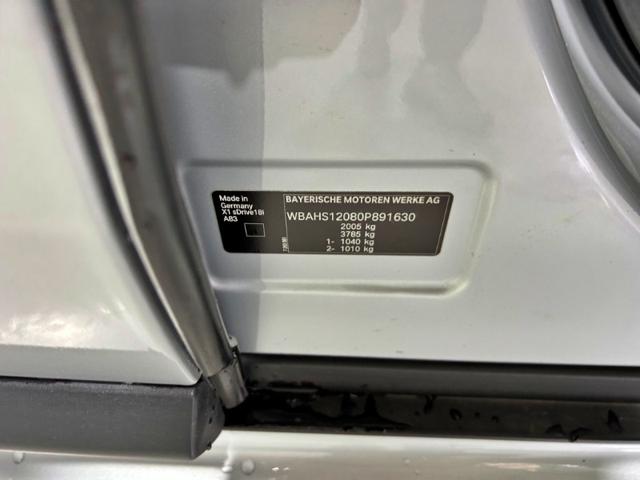 Made in
Germany
X1 sDrive18i
A83
BAYERISCHE MOTOREN WERKE AG
WBAHS12080P891630
2005 kg
3785 kg
1- 1040 kg
2- 1010 kg